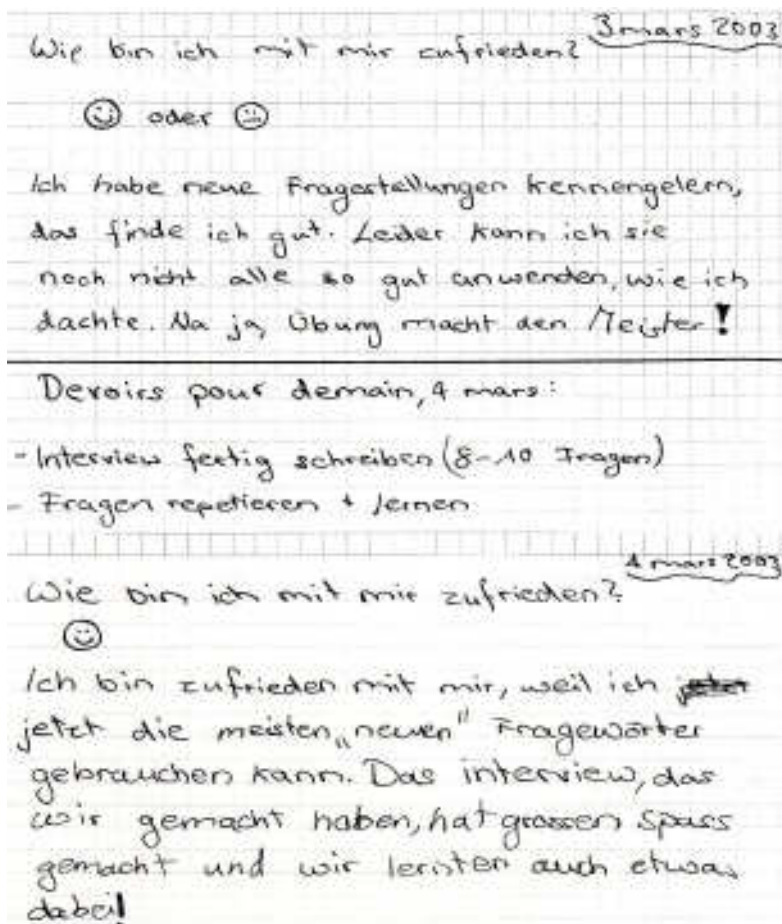 3 mars 2003
Wie bin ich mit mir zufrieden?
☺ oder 😐
Ich habe neue Fragestellungen kennengelern,
das finde ich gut. Leider kann ich sie
noch nicht alle so gut anwenden, wie ich
dachte. Na ja, Übung macht den Meister!
Devoirs pour demain, 4 mars:
- Interview fertig schreiben (8-10 Fragen)
- Fragen repetieren + lernen
4 mars 2003
Wie bin ich mit mir zufrieden?
☺
Ich bin zufrieden mit mir, weil ich
jetzt die meisten „neuen" Fragewörter
gebrauchen kann. Das interview, das
wir gemacht haben, hat grossen spass
gemacht und wir lernten auch etwas
dabei!